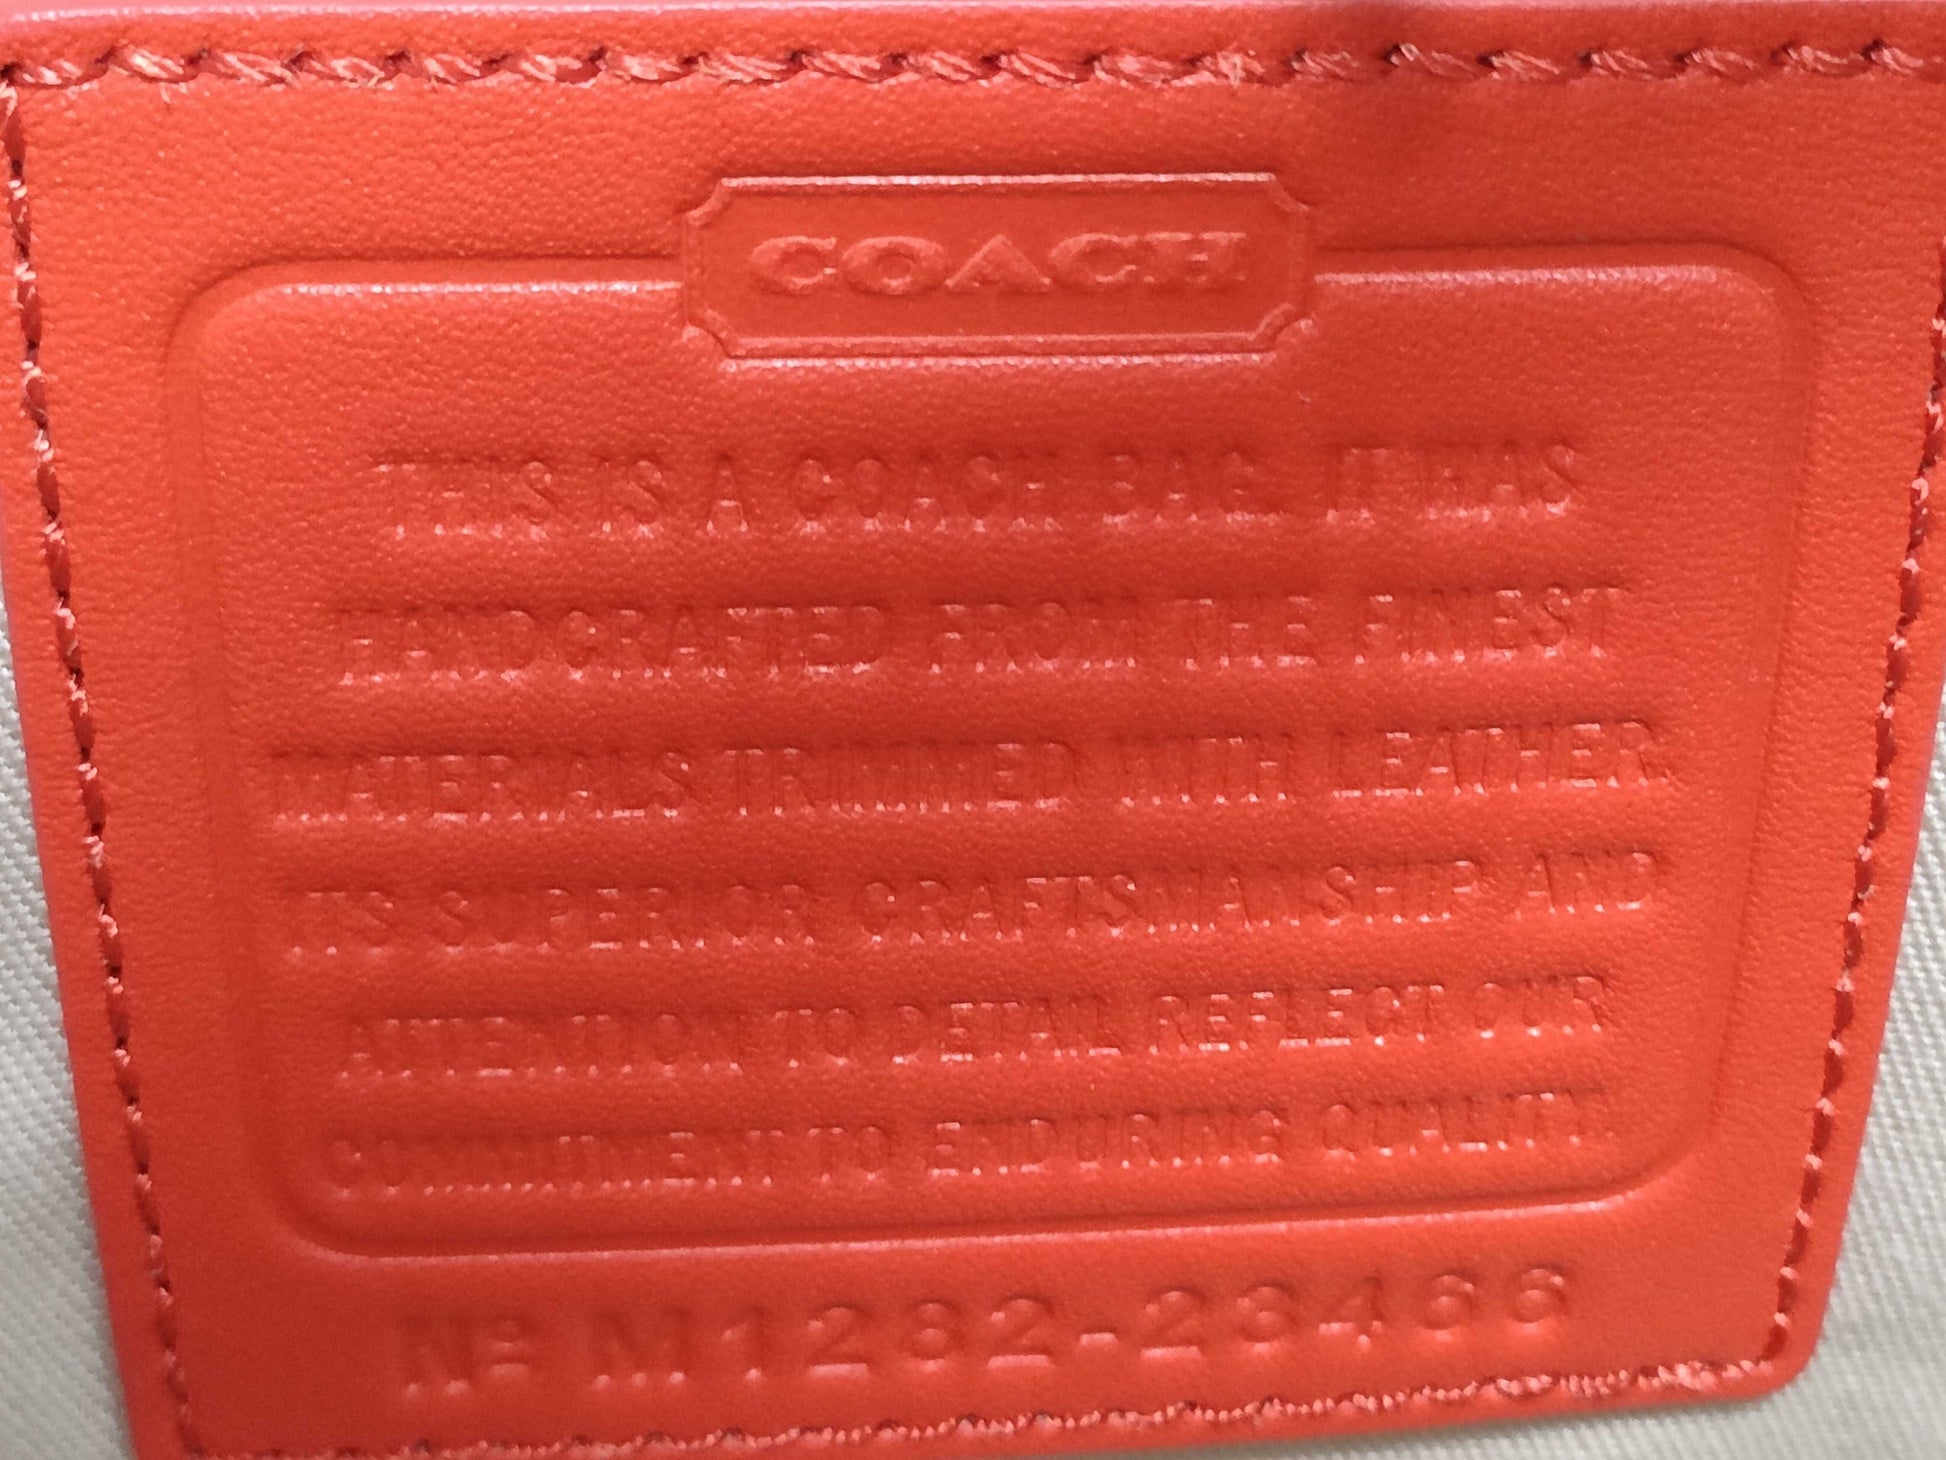 COACH
THIS IS A COACH BAG. IT WAS
HANDCRAFTED FROM THE FINEST
MATERIALS TRIMMED WITH LEATHER.
ITS SUPERIOR CRAFTSMANSHIP AND
ATTENTION TO DETAIL REFLECT OUR
COMMITMENT TO ENDURING QUALITY.
Nº M1282-23466